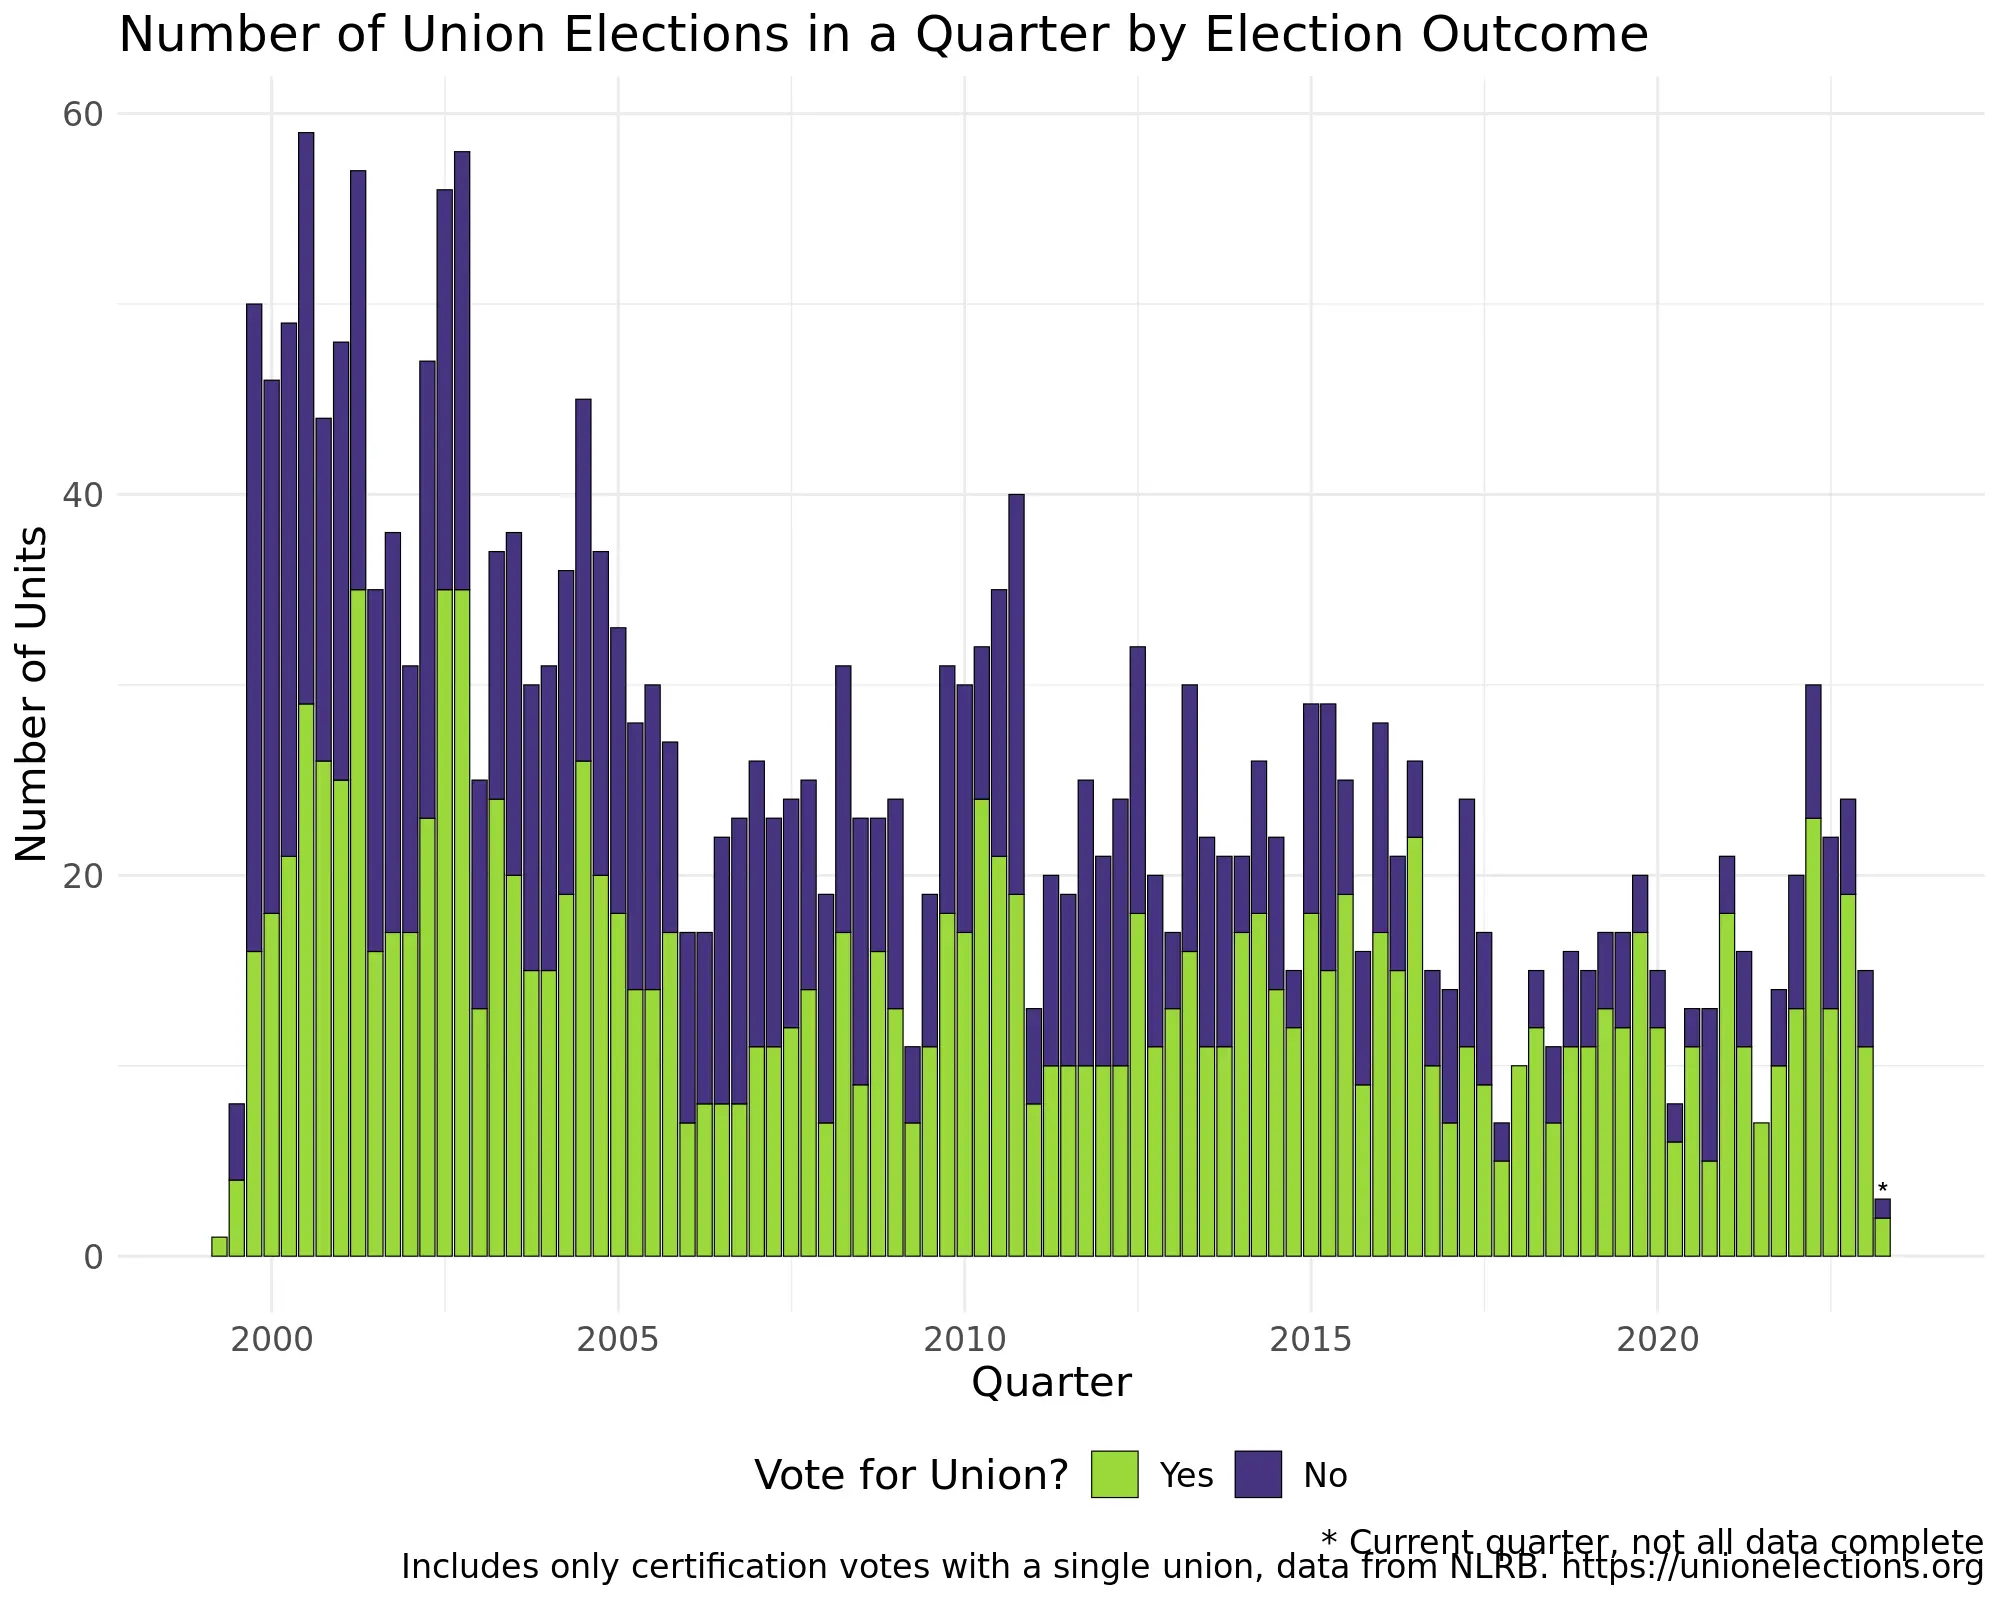 Number of Union Elections in a Quarter by Election Outcome
60
40
20
0
Number of Units
*
2000 2005 2010 2015 2020
Quarter
Vote for Union? Yes No
* Current quarter, not all data complete
Includes only certification votes with a single union, data from NLRB. https://unionelections.org